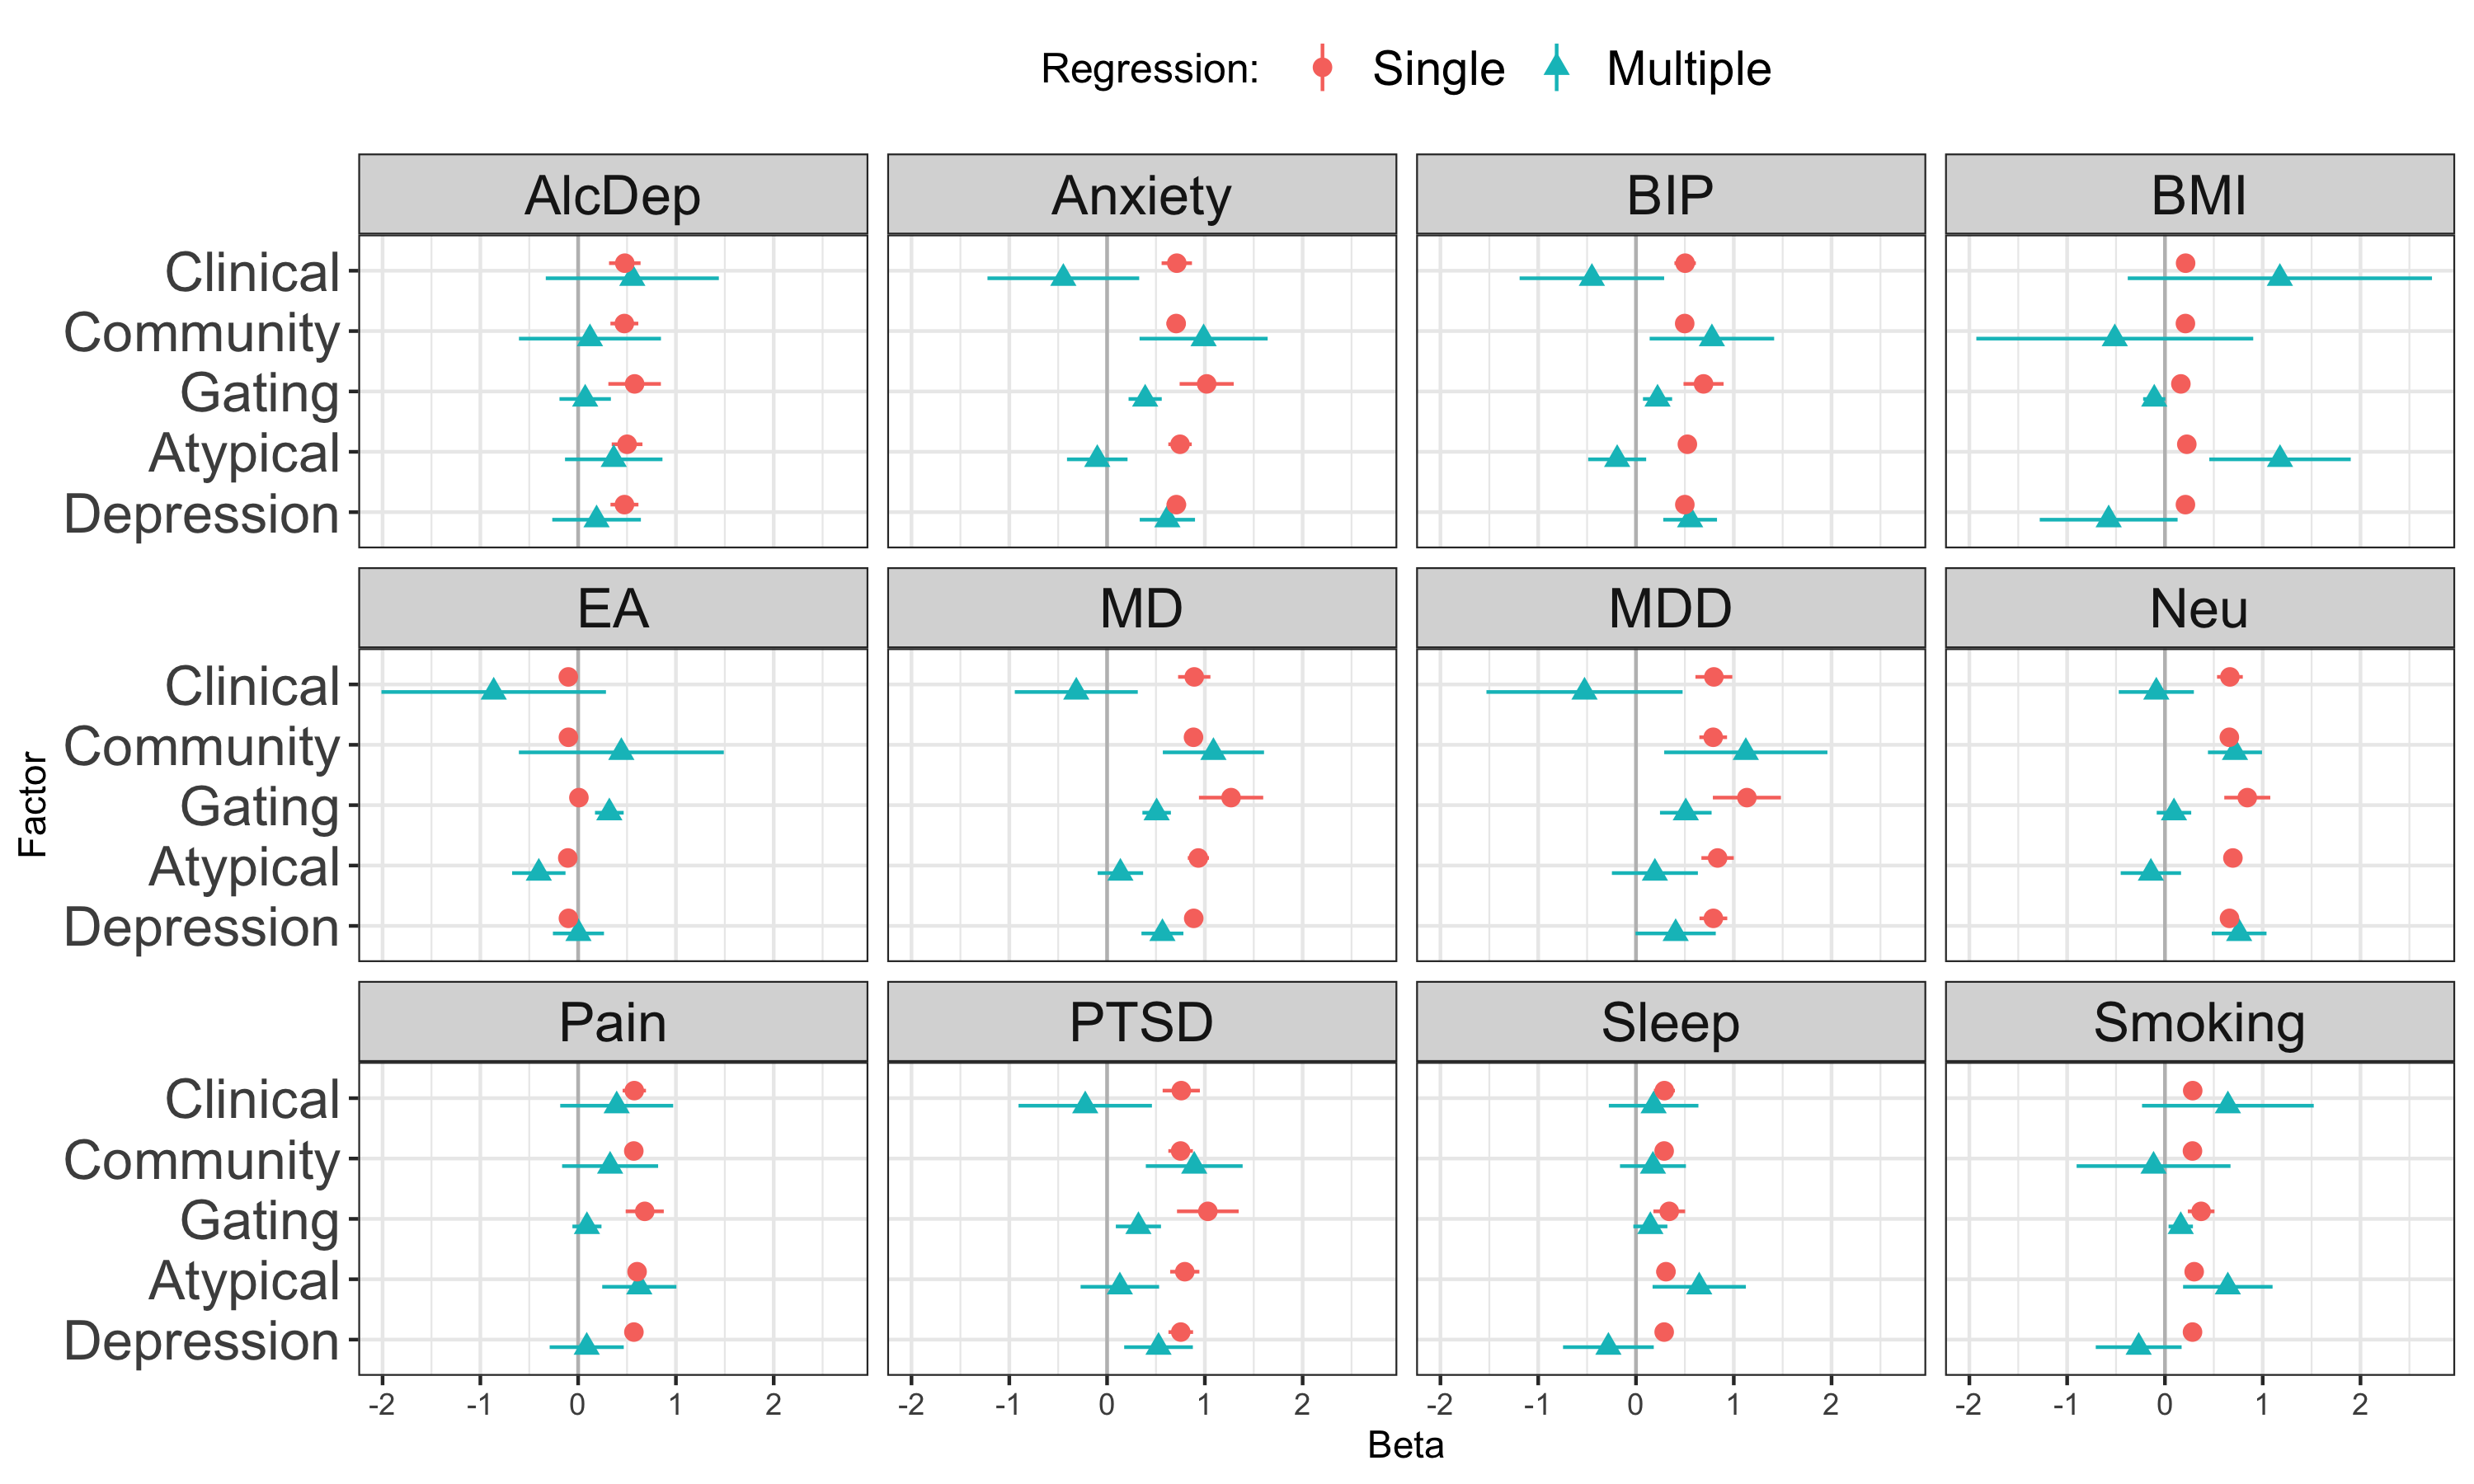 Regression: Single Multiple
AlcDep Anxiety BIP BMI
Clinical
Community
Gating
Atypical
Depression
EA MD MDD Neu
Clinical
Community
Gating
Atypical
Depression
Factor
Pain PTSD Sleep Smoking
Clinical
Community
Gating
Atypical
Depression
-2 -1 0 1 2 -2 -1 0 1 2 -2 -1 0 1 2 -2 -1 0 1 2
Beta